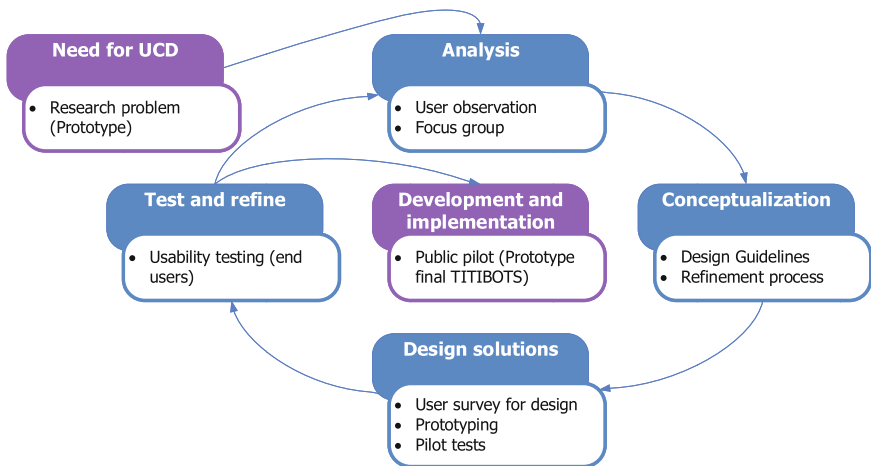 Need for UCD
• Research problem
(Prototype)
Analysis
• User observation
• Focus group
Test and refine
• Usability testing (end
users)
Development and
implementation
• Public pilot (Prototype
final TITIBOTS)
Conceptualization
• Design Guidelines
• Refinement process
Design solutions
• User survey for design
• Prototyping
• Pilot tests